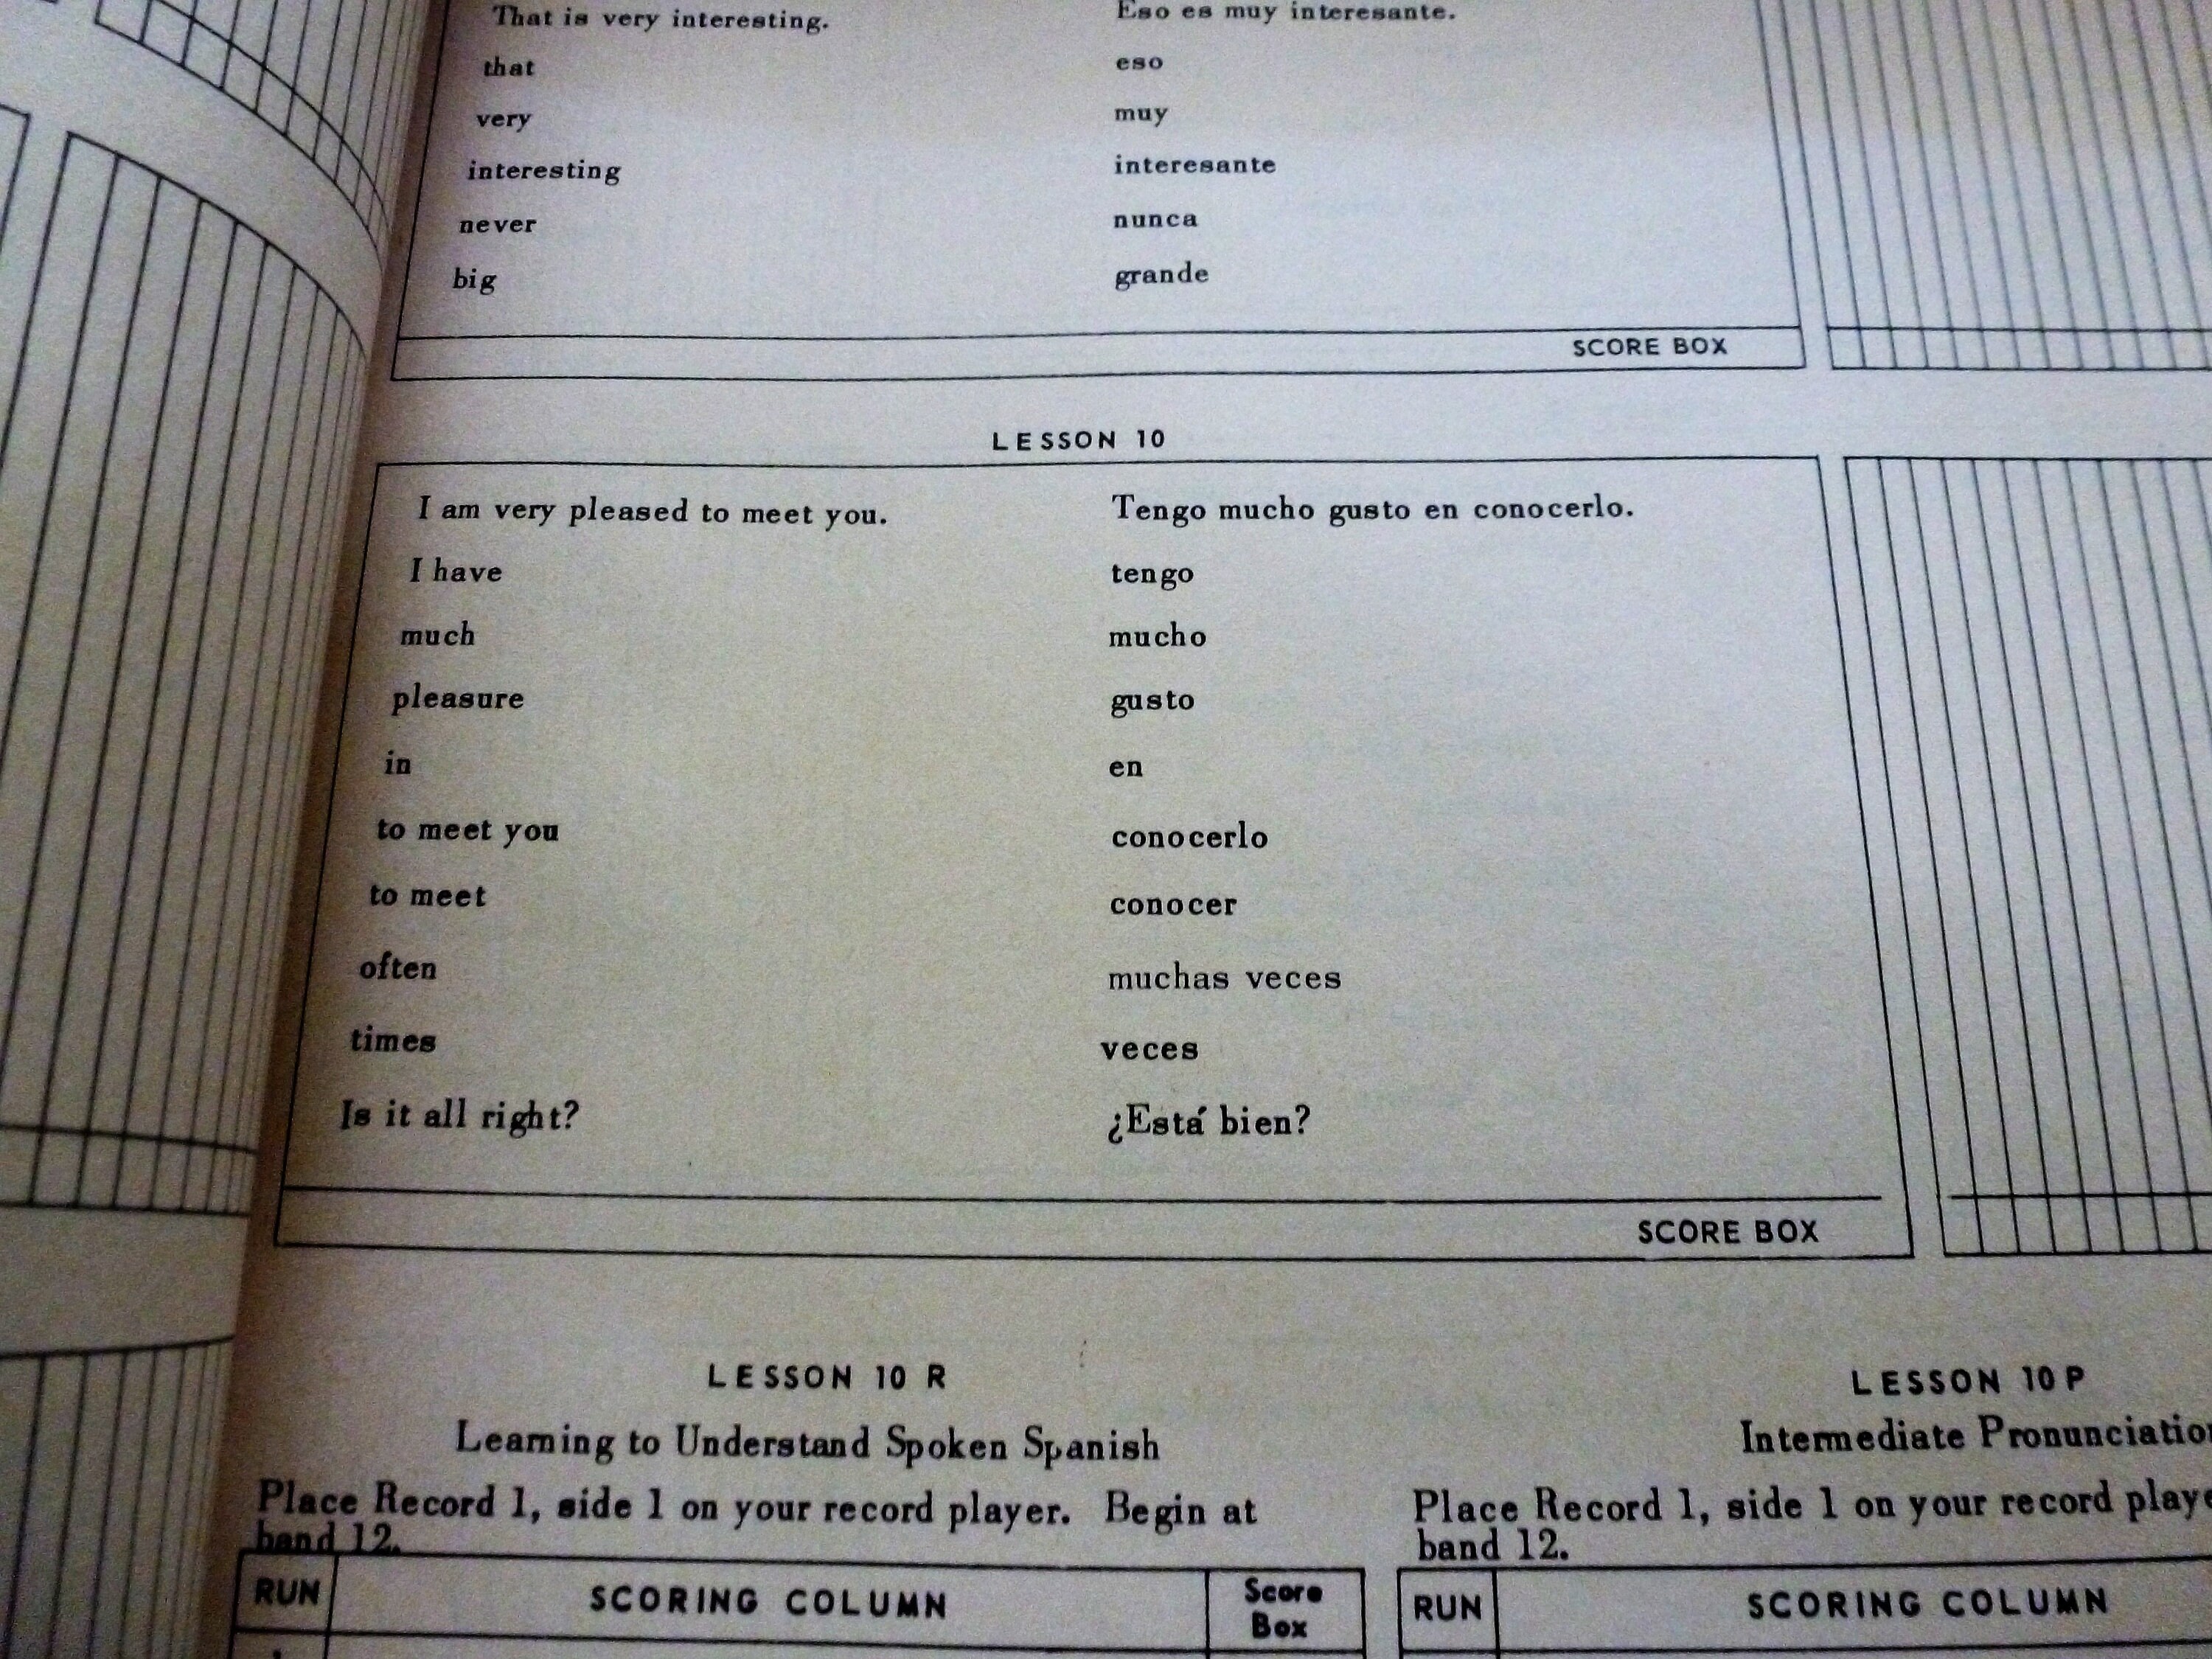 That is very interesting. Eso es muy interesante.
that eso
very muy
interesting interesante
never nunca
big grande
SCORE BOX
LESSON 10
I am very pleased to meet you. Tengo mucho gusto en conocerlo.
I have tengo
much mucho
pleasure gusto
in en
to meet you conocerlo
to meet conocer
often muchas veces
times veces
Is it all right? ¿Está bien?
SCORE BOX
LESSON 10 R
Learning to Understand Spoken Spanish
Place Record 1, side 1 on your record player. Begin at
band 12.
RUN SCORING COLUMN Score
Box
LESSON 10 P
Intermediate Pronunciatio
Place Record 1, side 1 on your record playe
band 12.
RUN SCORING COLUMN